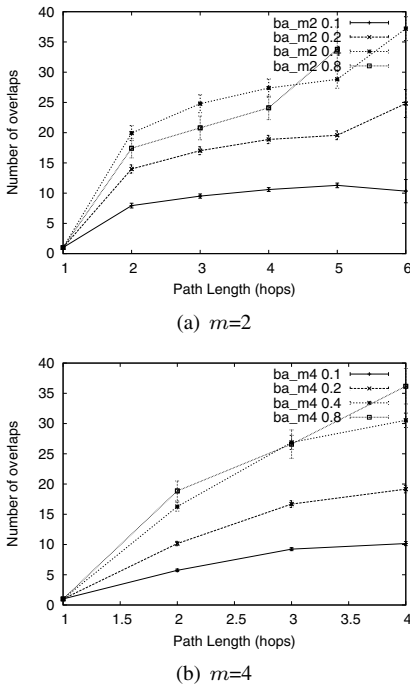 40
35
30
25
20
15
10
5
0
Number of overlaps
ba_m2 0.1
ba_m2 0.2
ba_m2 0.4
ba_m2 0.8
1 2 3 4 5 6
Path Length (hops)
(a) m=2
40
35
30
25
20
15
10
5
0
Number of overlaps
ba_m4 0.1
ba_m4 0.2
ba_m4 0.4
ba_m4 0.8
1 1.5 2 2.5 3 3.5 4
Path Length (hops)
(b) m=4